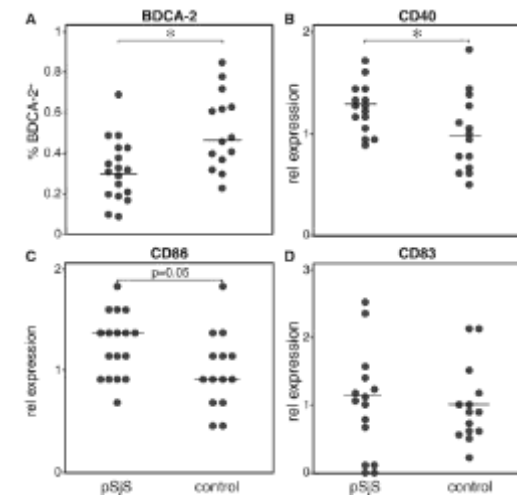 A BDCA-2
1
0.8
0.6
0.4
0.2
0
% BDCA-2+
*
B CD40
2
1
0
rel expression
*
C CD86
2
1
0
rel expression
p=0.05
pSjS control
D CD83
3
2
1
0
rel expression
pSjS control